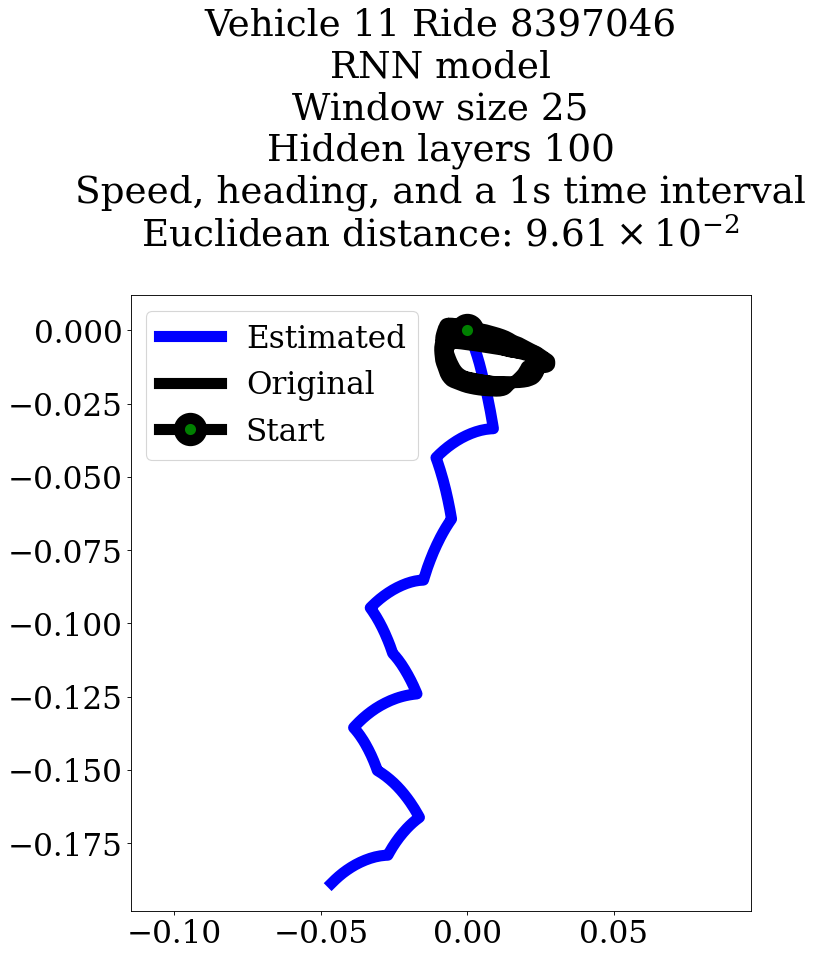 Vehicle 11 Ride 8397046
RNN model
Window size 25
Hidden layers 100
Speed, heading, and a 1s time interval
Euclidean distance: 9.61 × 10⁻²
Estimated
Original
Start
0.000
−0.025
−0.050
−0.075
−0.100
−0.125
−0.150
−0.175
−0.10
−0.05
0.00
0.05